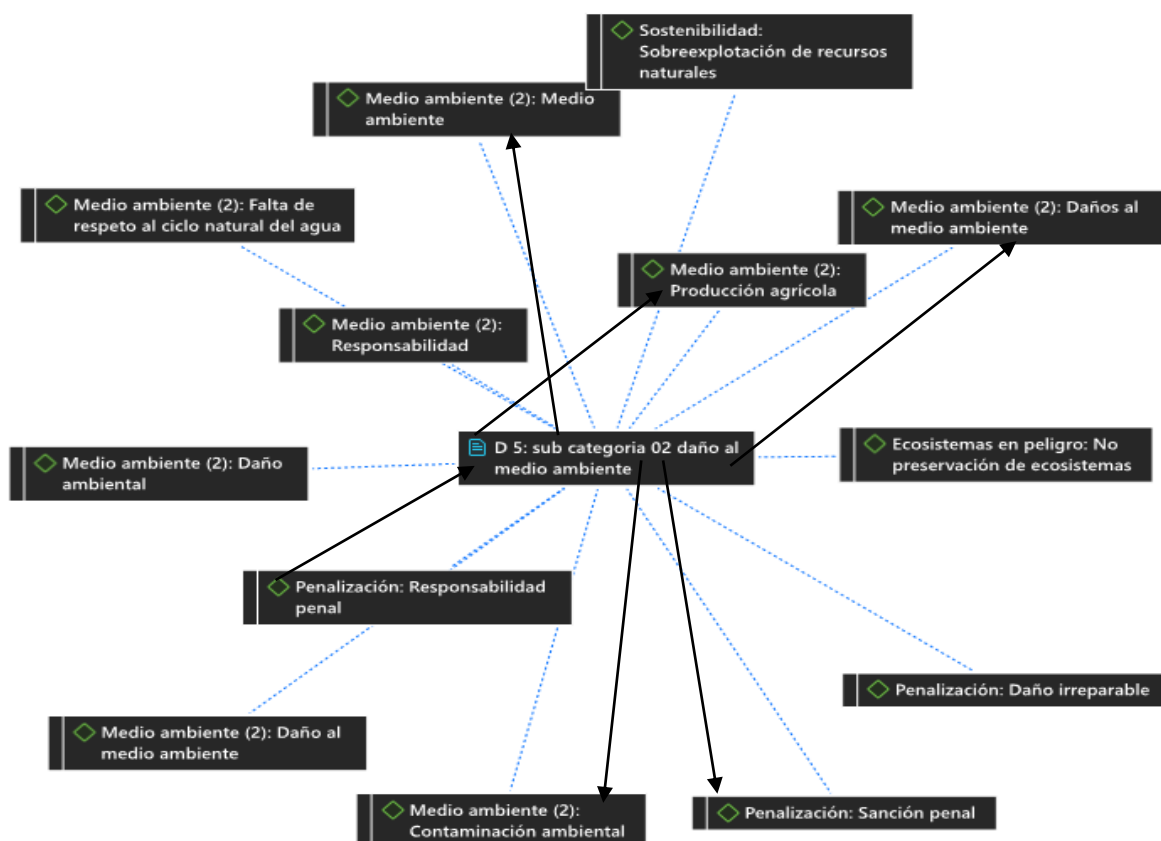 Sostenibilidad:
Sobreexplotación de recursos
naturales
Medio ambiente (2): Medio
ambiente
Medio ambiente (2): Falta de
respeto al ciclo natural del agua
Medio ambiente (2): Daños al
medio ambiente
Medio ambiente (2):
Producción agrícola
Medio ambiente (2):
Responsabilidad
D 5: sub categoria 02 daño al
medio ambiente
Ecosistemas en peligro: No
preservación de ecosistemas
Medio ambiente (2): Daño
ambiental
Penalización: Responsabilidad
penal
Penalización: Daño irreparable
Medio ambiente (2): Daño al
medio ambiente
Medio ambiente (2):
Contaminación ambiental
Penalización: Sanción penal